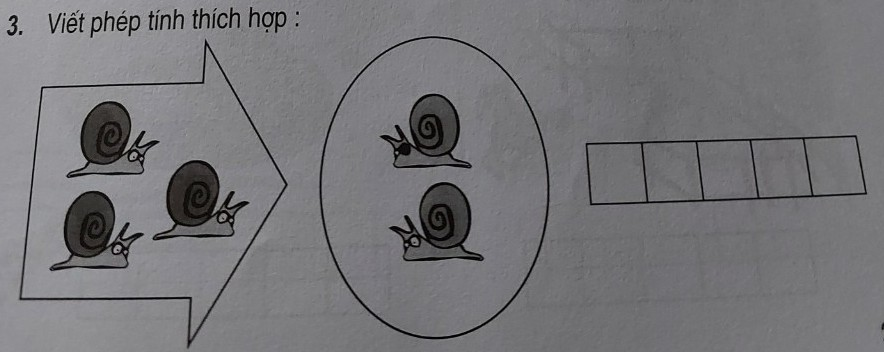 3. Viết phép tính thích hợp :